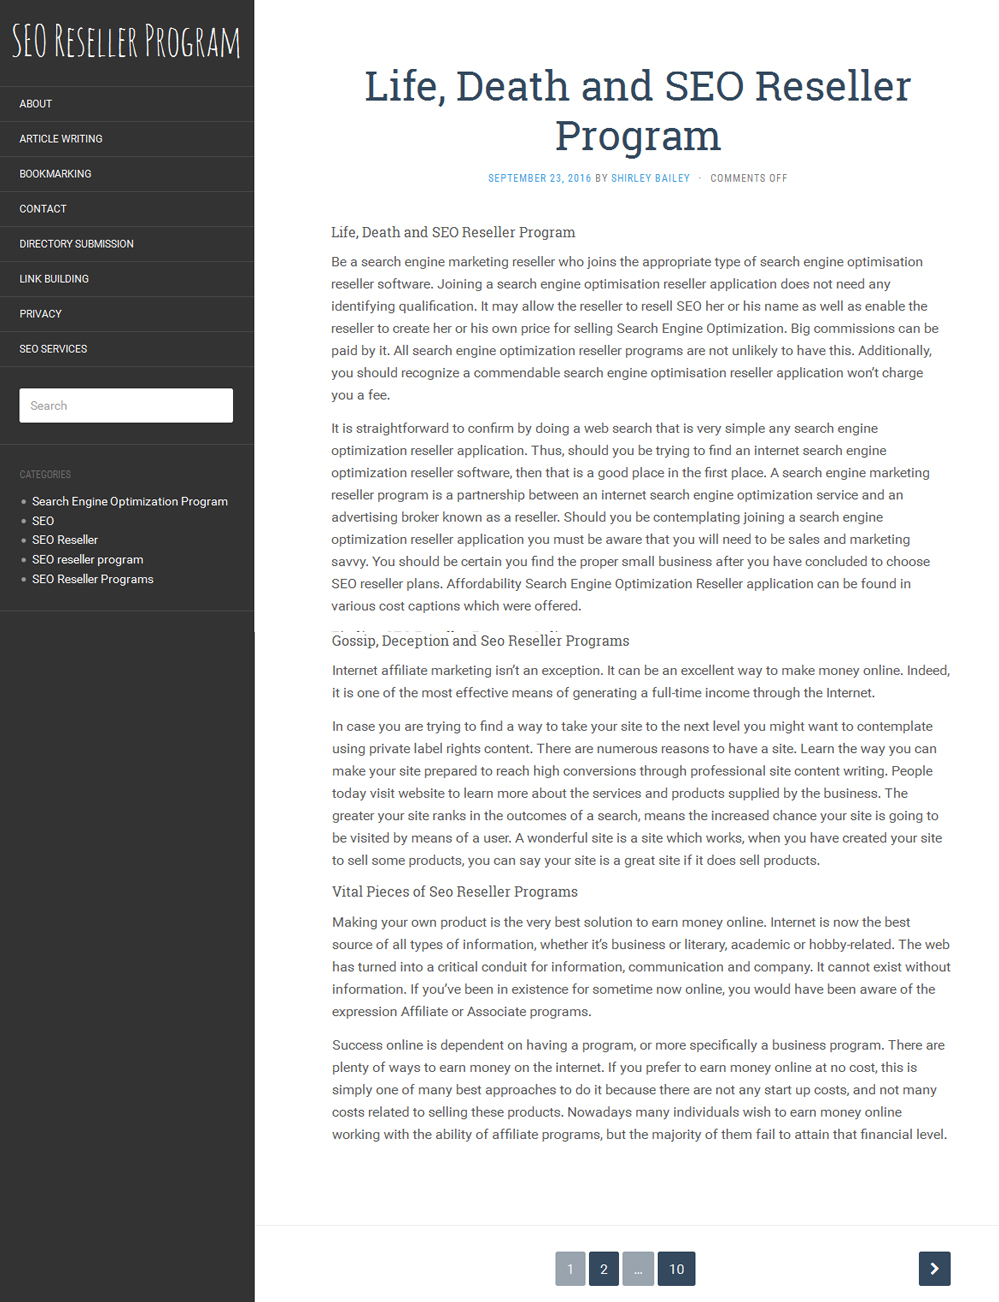 SEO Reseller Program
ABOUT
ARTICLE WRITING
BOOKMARKING
CONTACT
DIRECTORY SUBMISSION
LINK BUILDING
PRIVACY
SEO SERVICES
Search
CATEGORIES
Search Engine Optimization Program
SEO
SEO Reseller
SEO reseller program
SEO Reseller Programs
Life, Death and SEO Reseller
Program
SEPTEMBER 23, 2016 BY SHIRLEY BAILEY · COMMENTS OFF
Life, Death and SEO Reseller Program
Be a search engine marketing reseller who joins the appropriate type of search engine optimisation
reseller software. Joining a search engine optimisation reseller application does not need any
identifying qualification. It may allow the reseller to resell SEO her or his name as well as enable the
reseller to create her or his own price for selling Search Engine Optimization. Big commissions can be
paid by it. All search engine optimization reseller programs are not unlikely to have this. Additionally,
you should recognize a commendable search engine optimisation reseller application won't charge
you a fee.
It is straightforward to confirm by doing a web search that is very simple any search engine
optimization reseller application. Thus, should you be trying to find an internet search engine
optimization reseller software, then that is a good place in the first place. A search engine marketing
reseller program is a partnership between an internet search engine optimization service and an
advertising broker known as a reseller. Should you be contemplating joining a search engine
optimization reseller application you must be aware that you will need to be sales and marketing
savvy. You should be certain you find the proper small business after you have concluded to choose
SEO reseller plans. Affordability Search Engine Optimization Reseller application can be found in
various cost captions which were offered.
Gossip, Deception and Seo Reseller Programs
Internet affiliate marketing isn't an exception. It can be an excellent way to make money online. Indeed,
it is one of the most effective means of generating a full-time income through the Internet.
In case you are trying to find a way to take your site to the next level you might want to contemplate
using private label rights content. There are numerous reasons to have a site. Learn the way you can
make your site prepared to reach high conversions through professional site content writing. People
today visit website to learn more about the services and products supplied by the business. The
greater your site ranks in the outcomes of a search, means the increased chance your site is going to
be visited by means of a user. A wonderful site is a site which works, when you have created your site
to sell some products, you can say your site is a great site if it does sell products.
Vital Pieces of Seo Reseller Programs
Making your own product is the very best solution to earn money online. Internet is now the best
source of all types of information, whether it's business or literary, academic or hobby-related. The web
has turned into a critical conduit for information, communication and company. It cannot exist without
information. If you've been in existence for sometime now online, you would have been aware of the
expression Affiliate or Associate programs.
Success online is dependent on having a program, or more specifically a business program. There are
plenty of ways to earn money on the internet. If you prefer to earn money online at no cost, this is
simply one of many best approaches to do it because there are not any start up costs, and not many
costs related to selling these products. Nowadays many individuals wish to earn money online
working with the ability of affiliate programs, but the majority of them fail to attain that financial level.
1 2 … 10